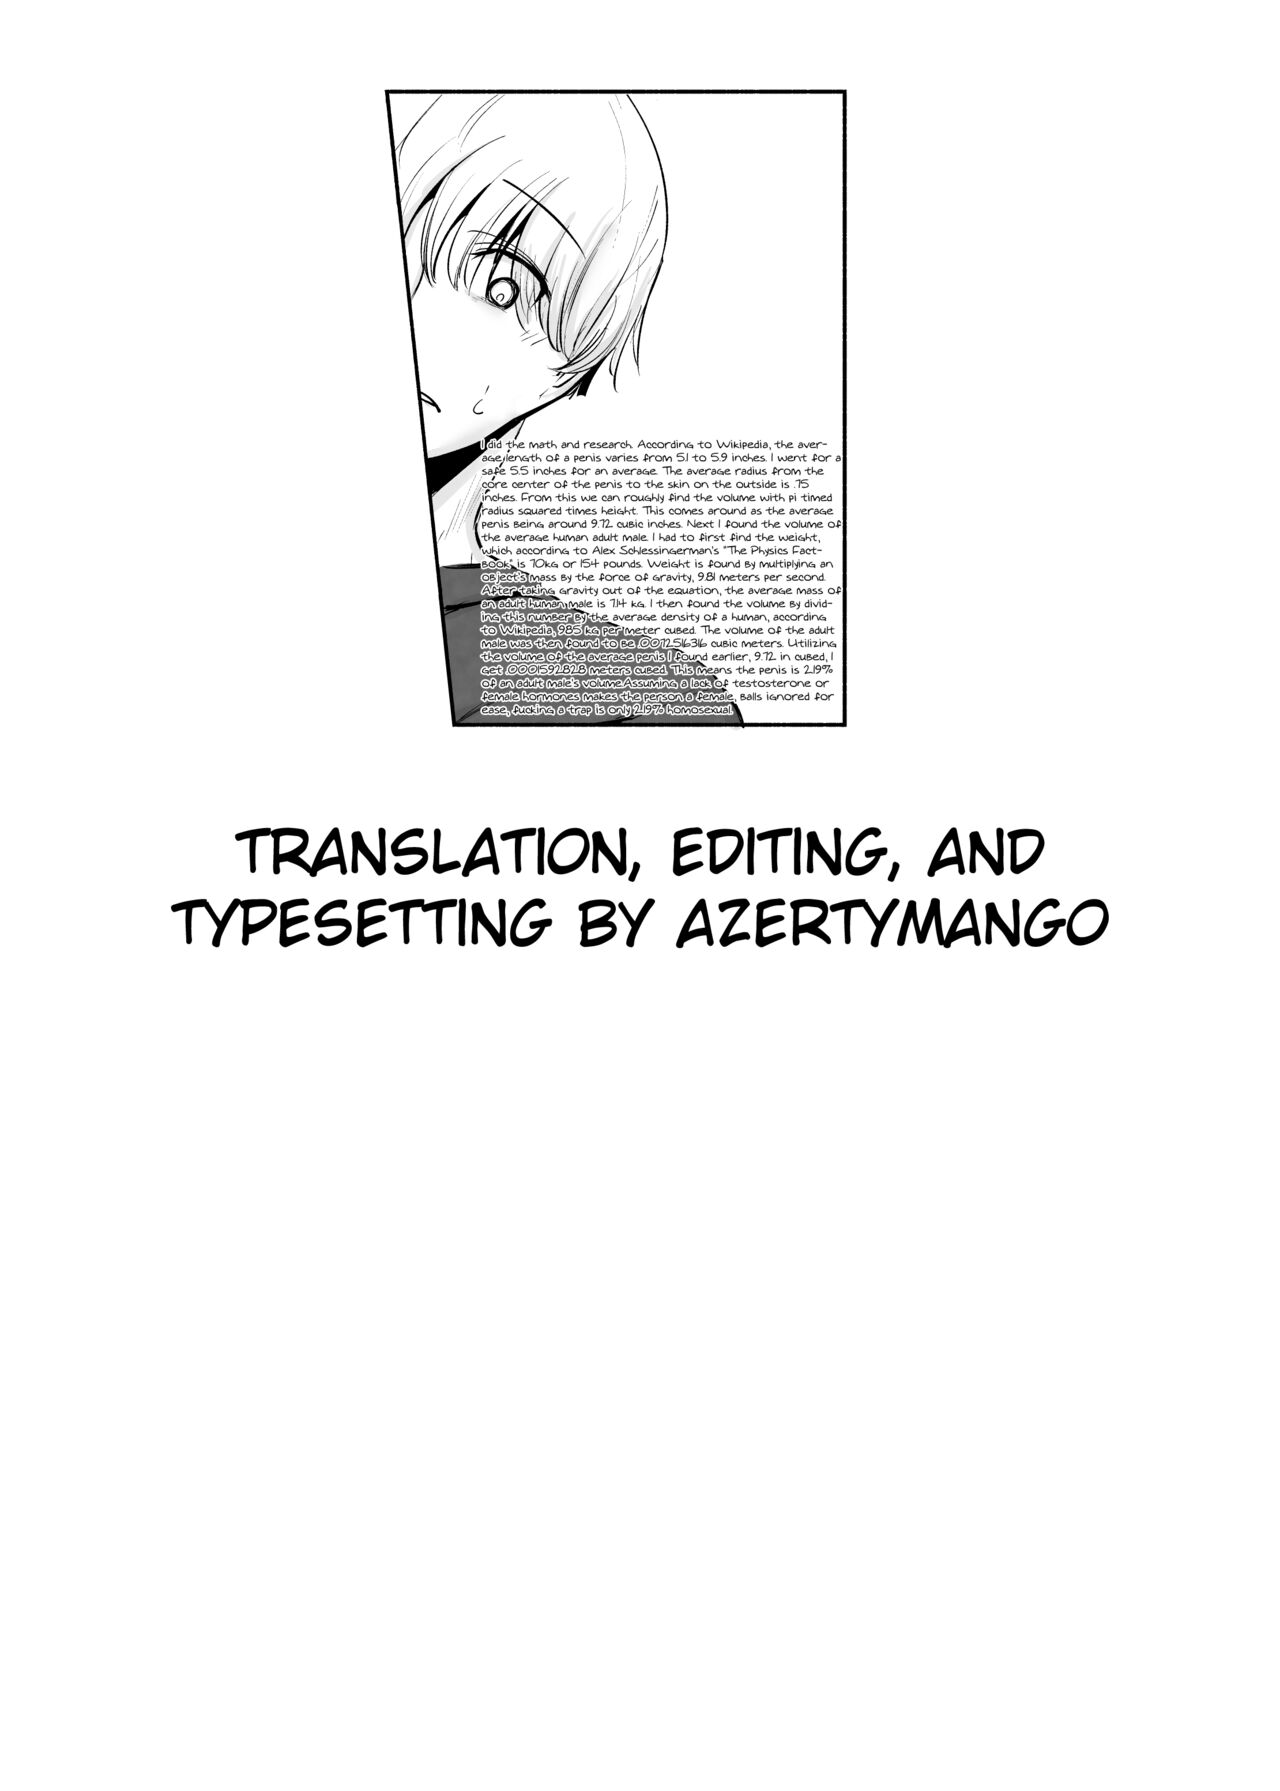 I did the math and research. According to Wikipedia, the aver-
age length of a penis varies from 5.1 to 5.9 inches. I went for a
safe 5.5 inches for an average. The average radius from the
core center of the penis to the skin on the outside is .75
inches. From this we can roughly find the volume with pi timed
radius squared times height. This comes around as the average
penis being around 9.72 cubic inches. Next I found the volume of
the average human adult male. I had to first find the weight,
which according to Alex Schlessingerman's "The Physics Fact-
Book" is 70kg or 154 pounds. Weight is found by multiplying an
object's mass by the force of gravity, 9.81 meters per second.
After taking gravity out of the equation, the average mass of
an adult human male is 7.14 kg. I then found the volume by divid-
ing this number by the average density of a human, according
to Wikipedia, 985 kg per meter cubed. The volume of the adult
male was then found to be .0072516316 cubic meters. Utilizing
the volume of the average penis I found earlier, 9.72 in cubed, I
get .0001592828 meters cubed. This means the penis is 2.19%
of an adult male's volume.Assuming a lack of testosterone or
female hormones makes the person a female, balls ignored for
ease, fucking a trap is only 2.19% homosexual.
TRANSLATION, EDITING, AND
TYPESETTING BY AZERTYMANGO